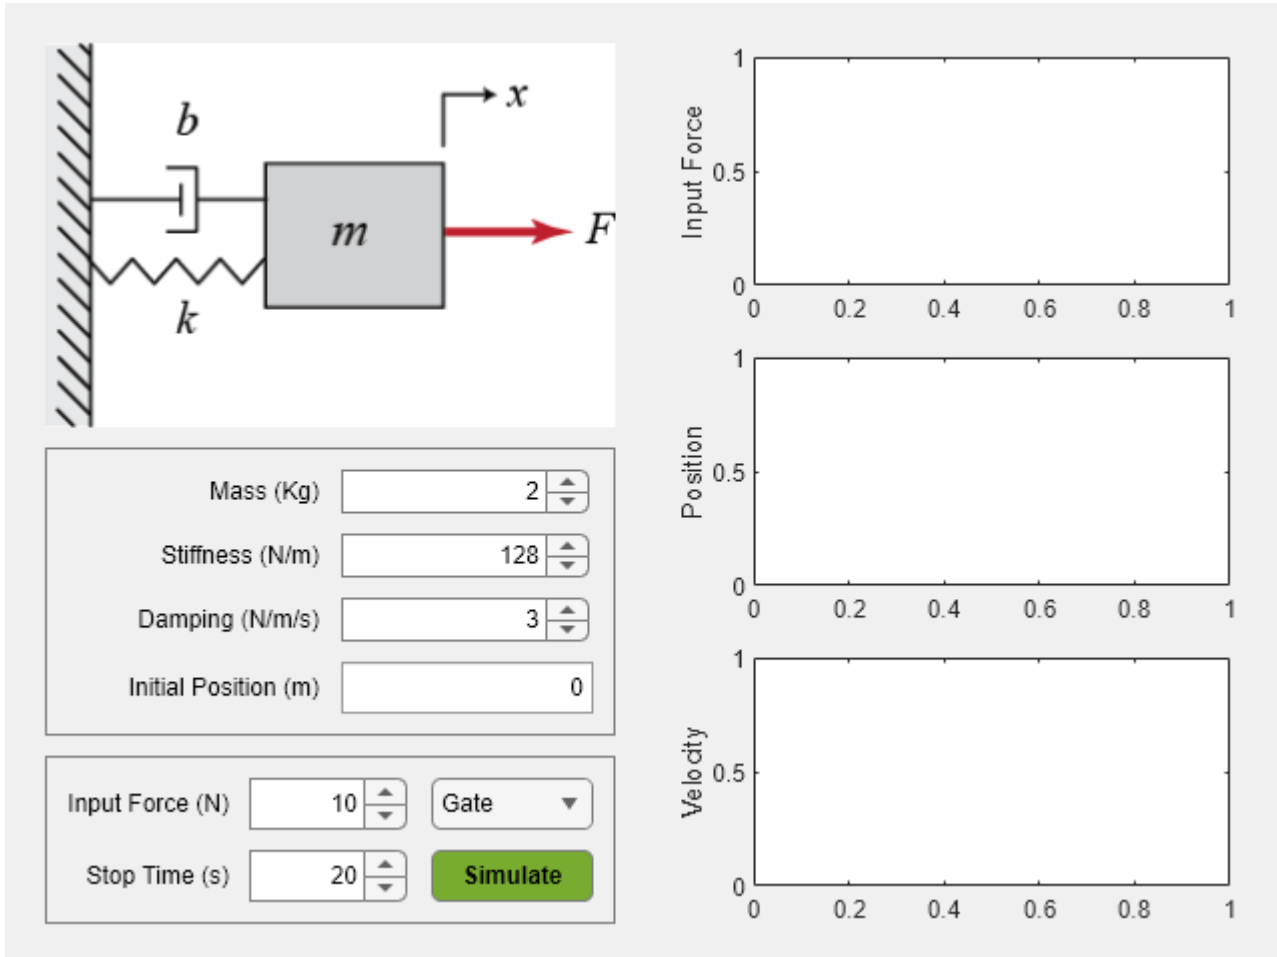 b
x
m
F
k
Mass (Kg) 2
Stiffness (N/m) 128
Damping (N/m/s) 3
Initial Position (m) 0
Input Force (N) 10 Gate
Stop Time (s) 20 Simulate
Input Force
1
0.5
0
0 0.2 0.4 0.6 0.8 1
Position
1
0.5
0
0 0.2 0.4 0.6 0.8 1
Velocity
1
0.5
0
0 0.2 0.4 0.6 0.8 1